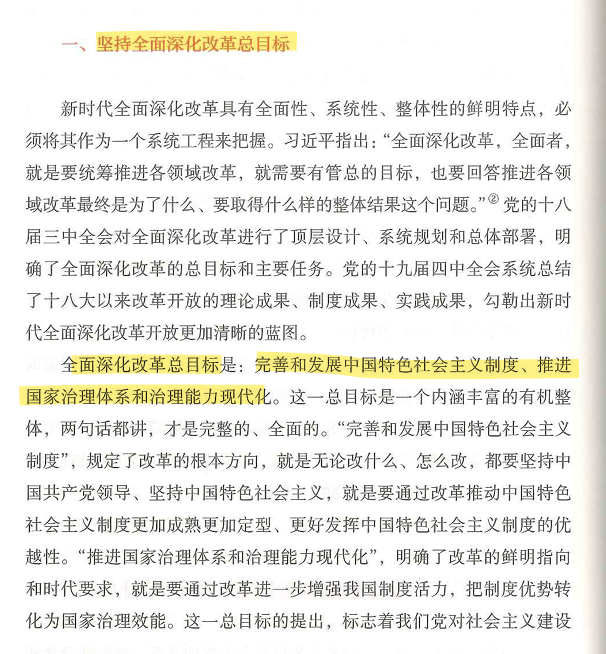 一、坚持全面深化改革总目标
新时代全面深化改革具有全面性、系统性、整体性的鲜明特点，必
须将其作为一个系统工程来把握。习近平指出：“全面深化改革，全面者，
就是要统筹推进各领域改革，就需要有管总的目标，也要回答推进各领
域改革最终是为了什么、要取得什么样的整体结果这个问题。”②党的十八
届三中全会对全面深化改革进行了顶层设计、系统规划和总体部署，明
确了全面深化改革的总目标和主要任务。党的十九届四中全会系统总结
了十八大以来改革开放的理论成果、制度成果、实践成果，勾勒出新时
代全面深化改革开放更加清晰的蓝图。
全面深化改革总目标是：完善和发展中国特色社会主义制度、推进
国家治理体系和治理能力现代化。这一总目标是一个内涵丰富的有机整
体，两句话都讲，才是完整的、全面的。“完善和发展中国特色社会主义
制度”，规定了改革的根本方向，就是无论改什么、怎么改，都要坚持中
国共产党领导、坚持中国特色社会主义，就是要通过改革推动中国特色
社会主义制度更加成熟更加定型、更好发挥中国特色社会主义制度的优
越性。“推进国家治理体系和治理能力现代化”，明确了改革的鲜明指向
和时代要求，就是要通过改革进一步增强我国制度活力，把制度优势转
化为国家治理效能。这一总目标的提出，标志着我们党对社会主义建设